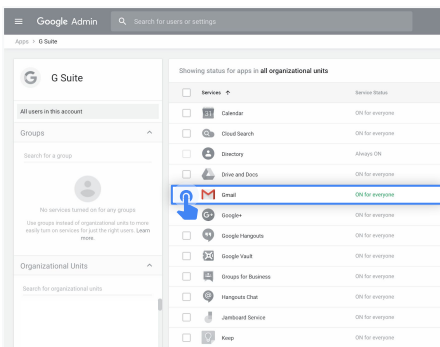 Google Admin
Search for users or settings
Apps > G Suite
G Suite
All users in this account
Groups
Search for a group
No services turned on for any groups
Use groups instead of organizational units to more
easily turn on services for just the right users. Learn
more.
Organizational Units
Search for organizational units
Showing status for apps in all organizational units
Services ↑ Service Status
31 Calendar ON for everyone
Cloud Search ON for everyone
Directory Always ON
Drive and Docs ON for everyone
Gmail ON for everyone
G+ Google+ ON for everyone
Google Hangouts ON for everyone
Google Vault ON for everyone
Groups for Business ON for everyone
Hangouts Chat ON for everyone
Jamboard Service ON for everyone
Keep ON for everyone